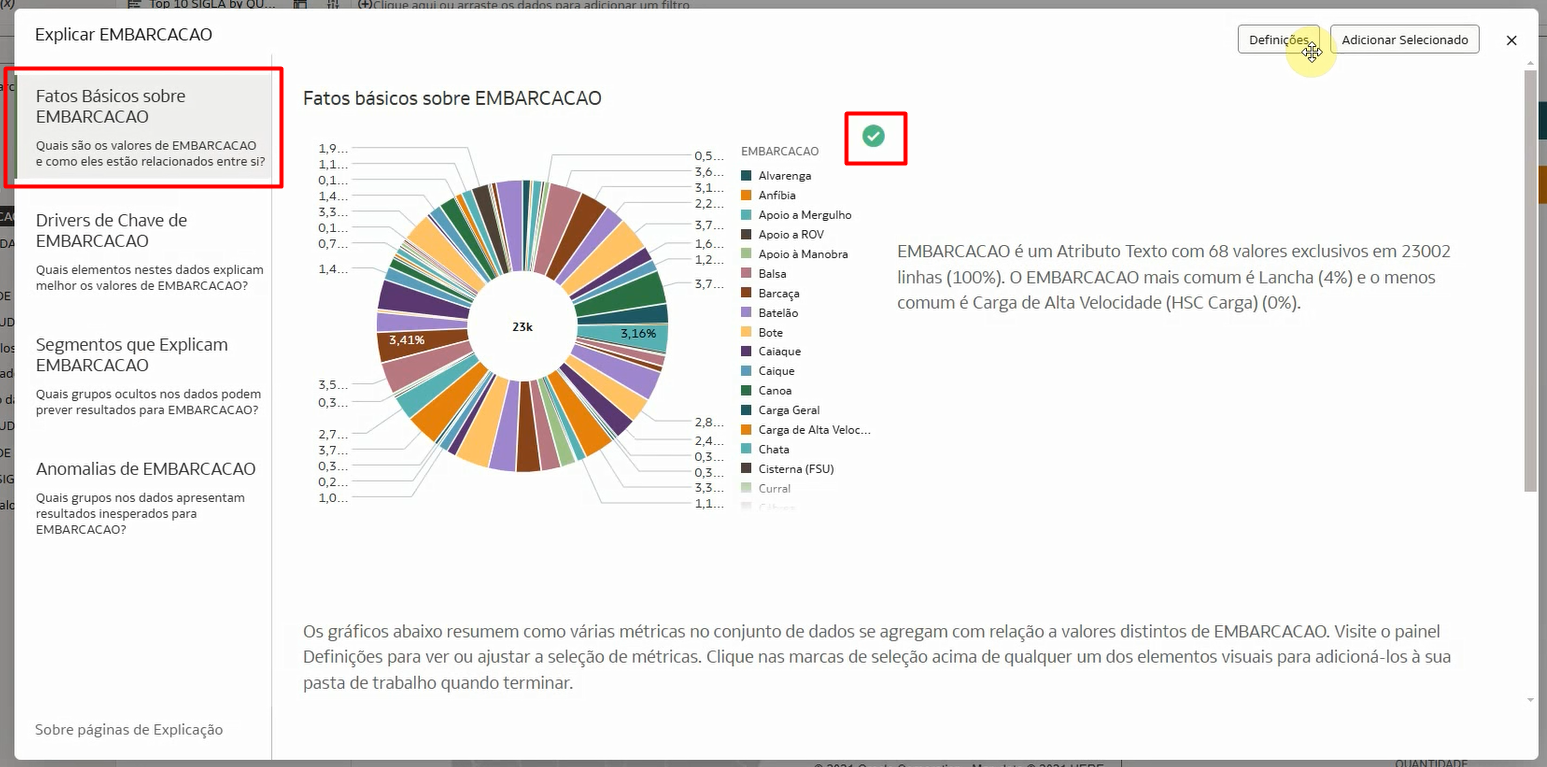 Top 10 SIGLA by QU...
Clique aqui ou arraste os dados para adicionar um filtro
Explicar EMBARCACAO
Definições
Adicionar Selecionado
Fatos Básicos sobre
EMBARCACAO
Quais são os valores de EMBARCACAO
e como eles estão relacionados entre si?
Drivers de Chave de
EMBARCACAO
Quais elementos nestes dados explicam
melhor os valores de EMBARCACAO?
Segmentos que Explicam
EMBARCACAO
Quais grupos ocultos nos dados podem
prever resultados para EMBARCACAO?
Anomalias de EMBARCACAO
Quais grupos nos dados apresentam
resultados inesperados para
EMBARCACAO?
Sobre páginas de Explicação
Fatos básicos sobre EMBARCACAO
1,9...
1,1...
0,1...
1,4...
3,3...
0,1...
0,7...
1,4...
3,5...
0,3...
2,7...
3,7...
0,3...
0,2...
1,0...
3,41%
23k
3,16%
0,5...
3,6...
3,1...
2,2...
3,7...
1,6...
1,2...
3,7...
2,8...
2,4...
0,3...
0,3...
3,3...
1,1...
EMBARCACAO
Alvarenga
Anfíbia
Apoio a Mergulho
Apoio a ROV
Apoio à Manobra
Balsa
Barcaça
Batelão
Bote
Caiaque
Caique
Canoa
Carga Geral
Carga de Alta Veloc...
Chata
Cisterna (FSU)
Curral
EMBARCACAO é um Atributo Texto com 68 valores exclusivos em 23002
linhas (100%). O EMBARCACAO mais comum é Lancha (4%) e o menos
comum é Carga de Alta Velocidade (HSC Carga) (0%).
Os gráficos abaixo resumem como várias métricas no conjunto de dados se agregam com relação a valores distintos de EMBARCACAO. Visite o painel
Definições para ver ou ajustar a seleção de métricas. Clique nas marcas de seleção acima de qualquer um dos elementos visuais para adicioná-los à sua
pasta de trabalho quando terminar.